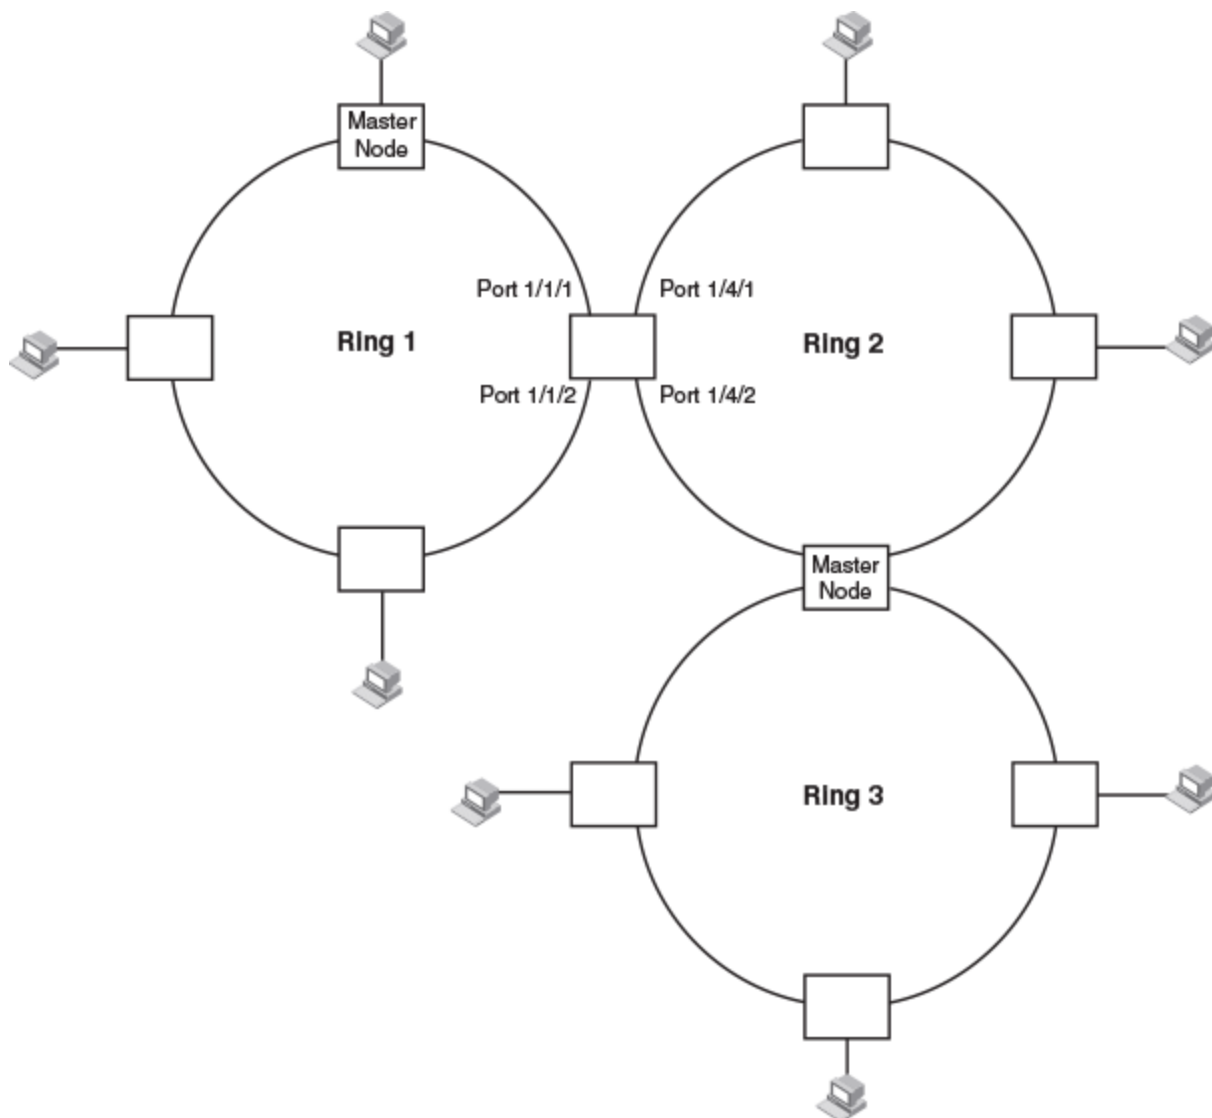 Master
Node
Port 1/1/1
Port 1/4/1
Ring 1
Ring 2
Port 1/1/2
Port 1/4/2
Master
Node
Ring 3